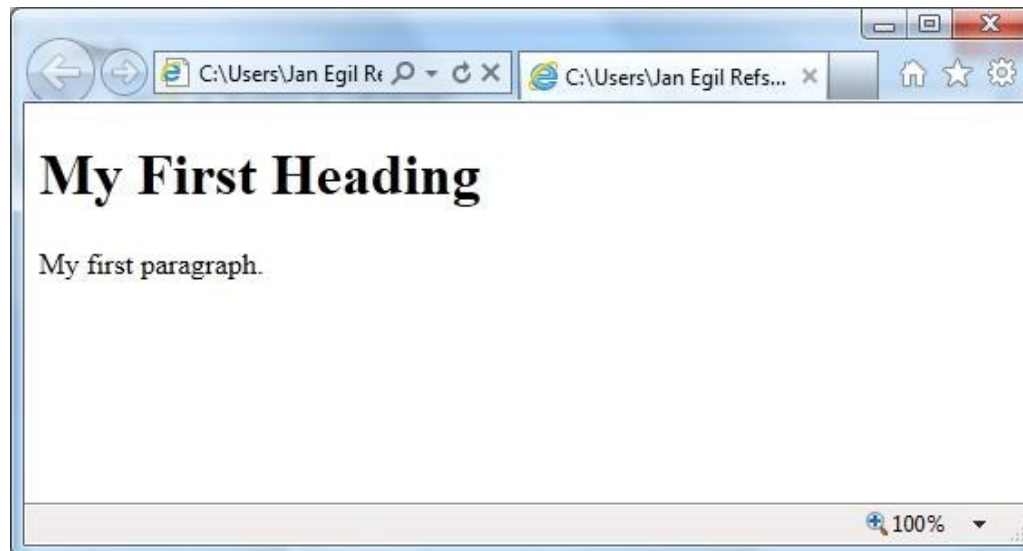 C:\Users\Jan Egil Re
C:\Users\Jan Egil Refs...
My First Heading
My first paragraph.
100%